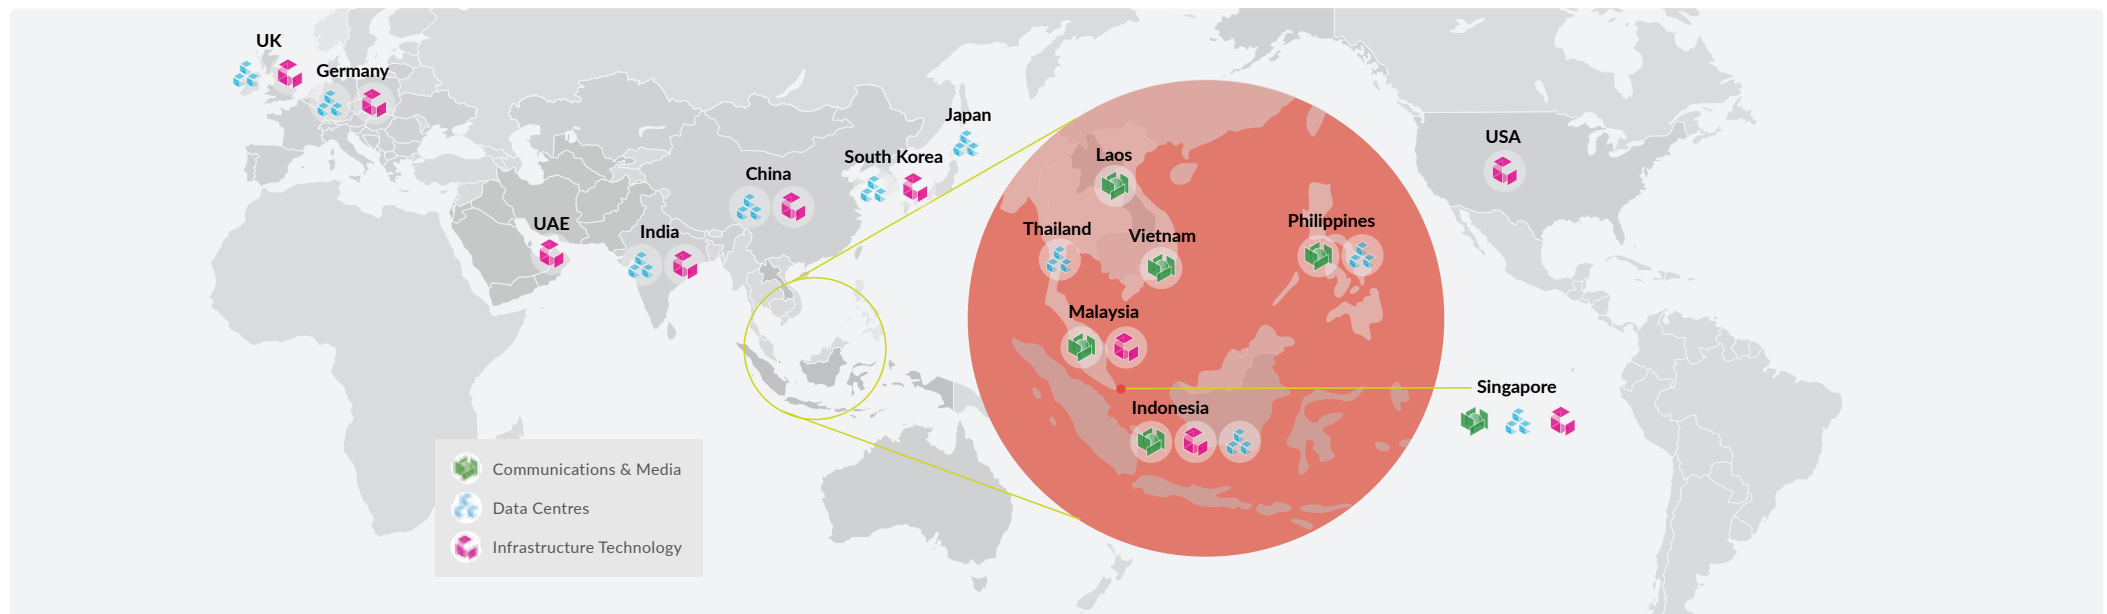 UK
Germany
Japan
South Korea
China
UAE
India
USA
Laos
Thailand
Vietnam
Philippines
Malaysia
Singapore
Indonesia
Communications & Media
Data Centres
Infrastructure Technology